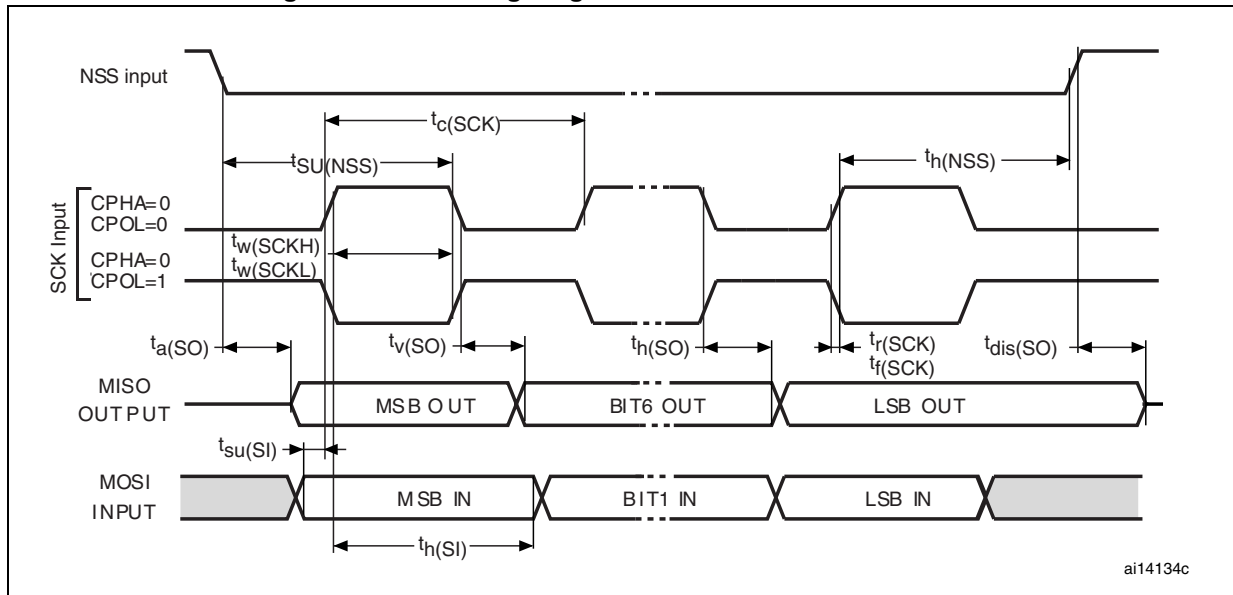 NSS input
tc(SCK)
tSU(NSS)
th(NSS)
SCK Input
CPHA=0
CPOL=0
tw(SCKH)
CPHA=0
tw(SCKL)
CPOL=1
ta(SO)
tv(SO)
th(SO)
tr(SCK)
tf(SCK)
tdis(SO)
MISO
OUTPUT
MSB OUT
BIT6 OUT
LSB OUT
tsu(SI)
MOSI
INPUT
MSB IN
BIT1 IN
LSB IN
th(SI)
ai14134c